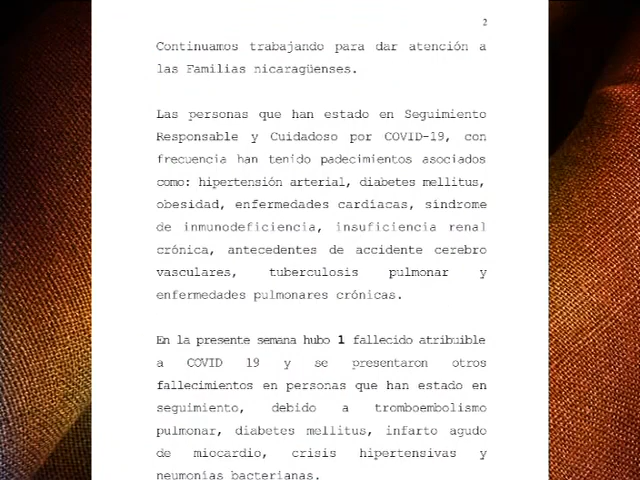 2
Continuamos trabajando para dar atención a
las Familias nicaragüenses.
Las personas que han estado en Seguimiento
Responsable y Cuidadoso por COVID-19, con
frecuencia han tenido padecimientos asociados
como: hipertensión arterial, diabetes mellitus,
obesidad, enfermedades cardíacas, síndrome
de inmunodeficiencia, insuficiencia renal
crónica, antecedentes de accidente cerebro
vasculares, tuberculosis pulmonar y
enfermedades pulmonares crónicas.
En la presente semana hubo 1 fallecido atribuible
a COVID 19 y se presentaron otros
fallecimientos en personas que han estado en
seguimiento, debido a tromboembolismo
pulmonar, diabetes mellitus, infarto agudo
de miocardio, crisis hipertensivas y
neumonías bacterianas.